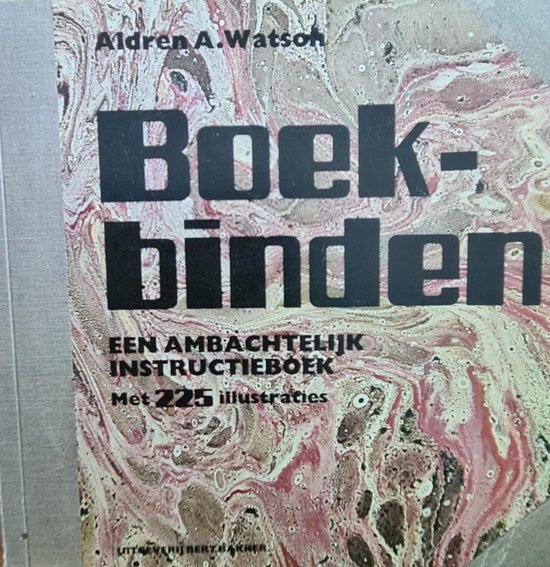 Aldren A. Watson
Boek-
binden
EEN AMBACHTELIJK
INSTRUCTIEBOEK
Met 225 illustraties
UITGEVERIJ BERT BAKKER